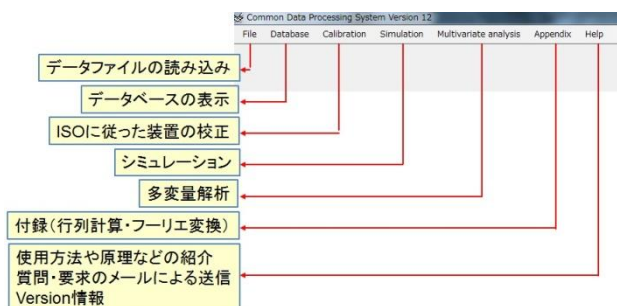 Common Data Processing System Version 12
File Database Calibration Simulation Multivariate analysis Appendix Help
データファイルの読み込み
データベースの表示
ISOに従った装置の校正
シミュレーション
多変量解析
付録(行列計算・フーリエ変換)
使用方法や原理などの紹介
質問・要求のメールによる送信
Version情報